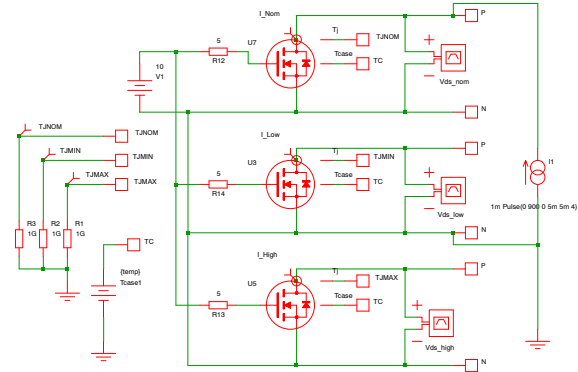 I_Nom
P
Tj
TJNOM
5
U7
R12
Tcase
TC
10
V1
Vds_nom
N
I_Low
P
TJNOM
TJNOM
Tj
TJMIN
TJMIN
TJMIN
5
U3
R14
Tcase
TC
TJMAX
TJMAX
I1
1m Pulse(0 900 0 5m 5m 4)
Vds_low
N
R3
1G
R2
1G
R1
1G
TC
I_High
P
{temp}
Tcase1
Tj
TJMAX
5
U5
R13
Tcase
TC
Vds_high
N